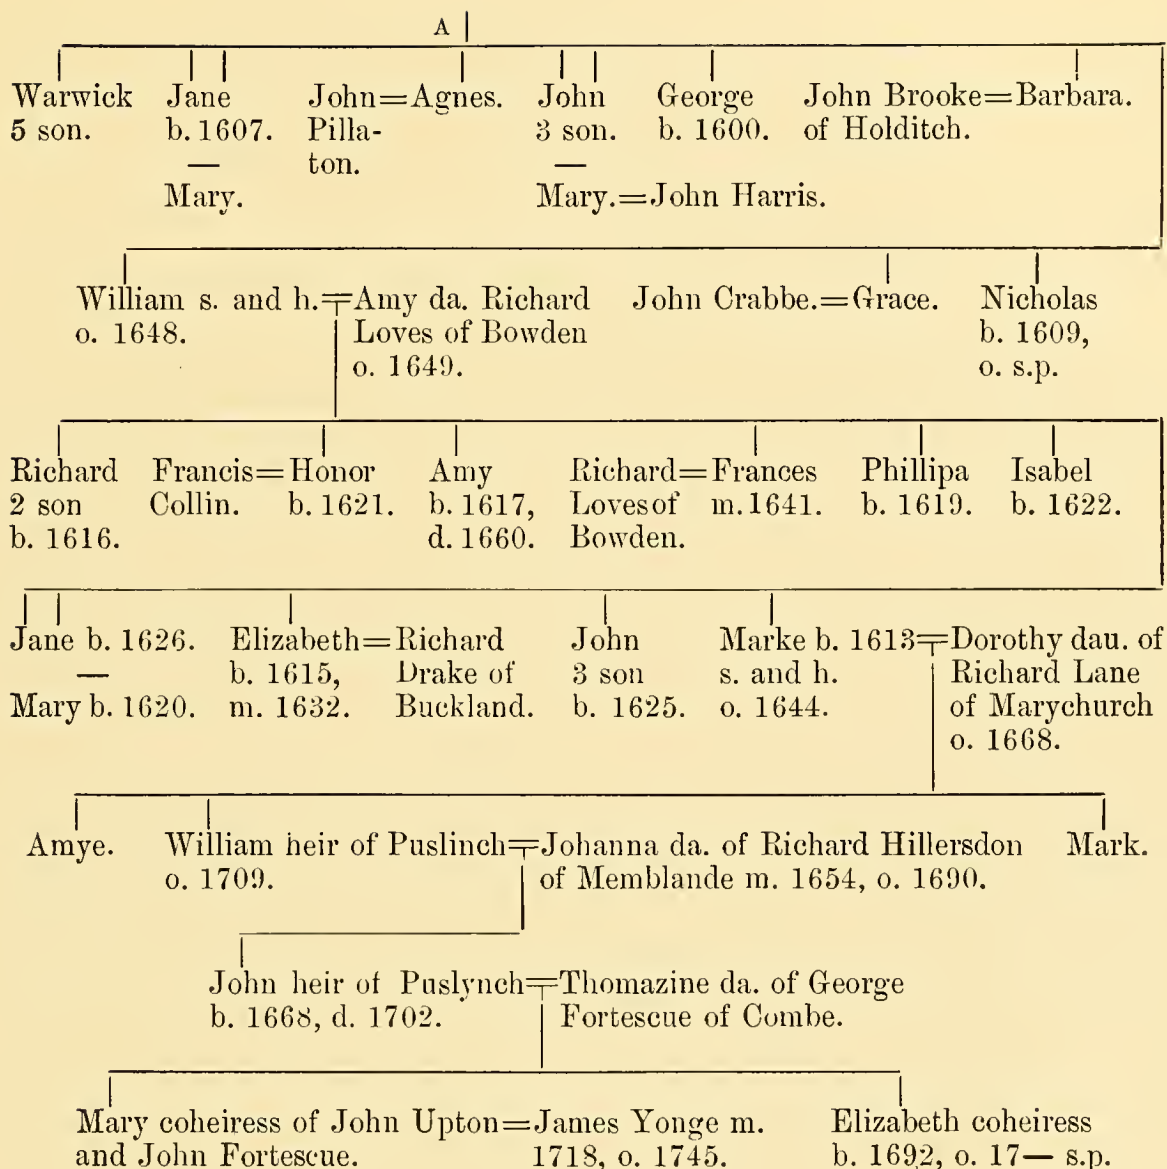 A
Warwick Jane John=Agnes. John George John Brooke=Barbara.
5 son. b. 1607. Pilla- 3 son. b. 1600. of Holditch.
— ton. —
Mary. Mary.=John Harris.
William s. and h.=Amy da. Richard John Crabbe.=Grace. Nicholas
o. 1648. Loves of Bowden b. 1609,
o. 1649. o. s.p.
Richard Francis=Honor Amy Richard=Frances Phillipa Isabel
2 son Collin. b. 1621. b. 1617, Loves of m. 1641. b. 1619. b. 1622.
b. 1616. d. 1660. Bowden.
Jane b. 1626. Elizabeth=Richard John Marke b. 1613=Dorothy dau. of
— b. 1615, Drake of 3 son s. and h. Richard Lane
Mary b. 1620. m. 1632. Buckland. b. 1625. o. 1644. of Marychurch
o. 1668.
Amye. William heir of Puslinch=Johanna da. of Richard Hillersdon Mark.
o. 1709. of Memblande m. 1654, o. 1690.
John heir of Puslynch=Thomazine da. of George
b. 1668, d. 1702. Fortescue of Combe.
Mary coheiress of John Upton=James Yonge m. Elizabeth coheiress
and John Fortescue. 1718, o. 1745. b. 1692, o. 17— s.p.